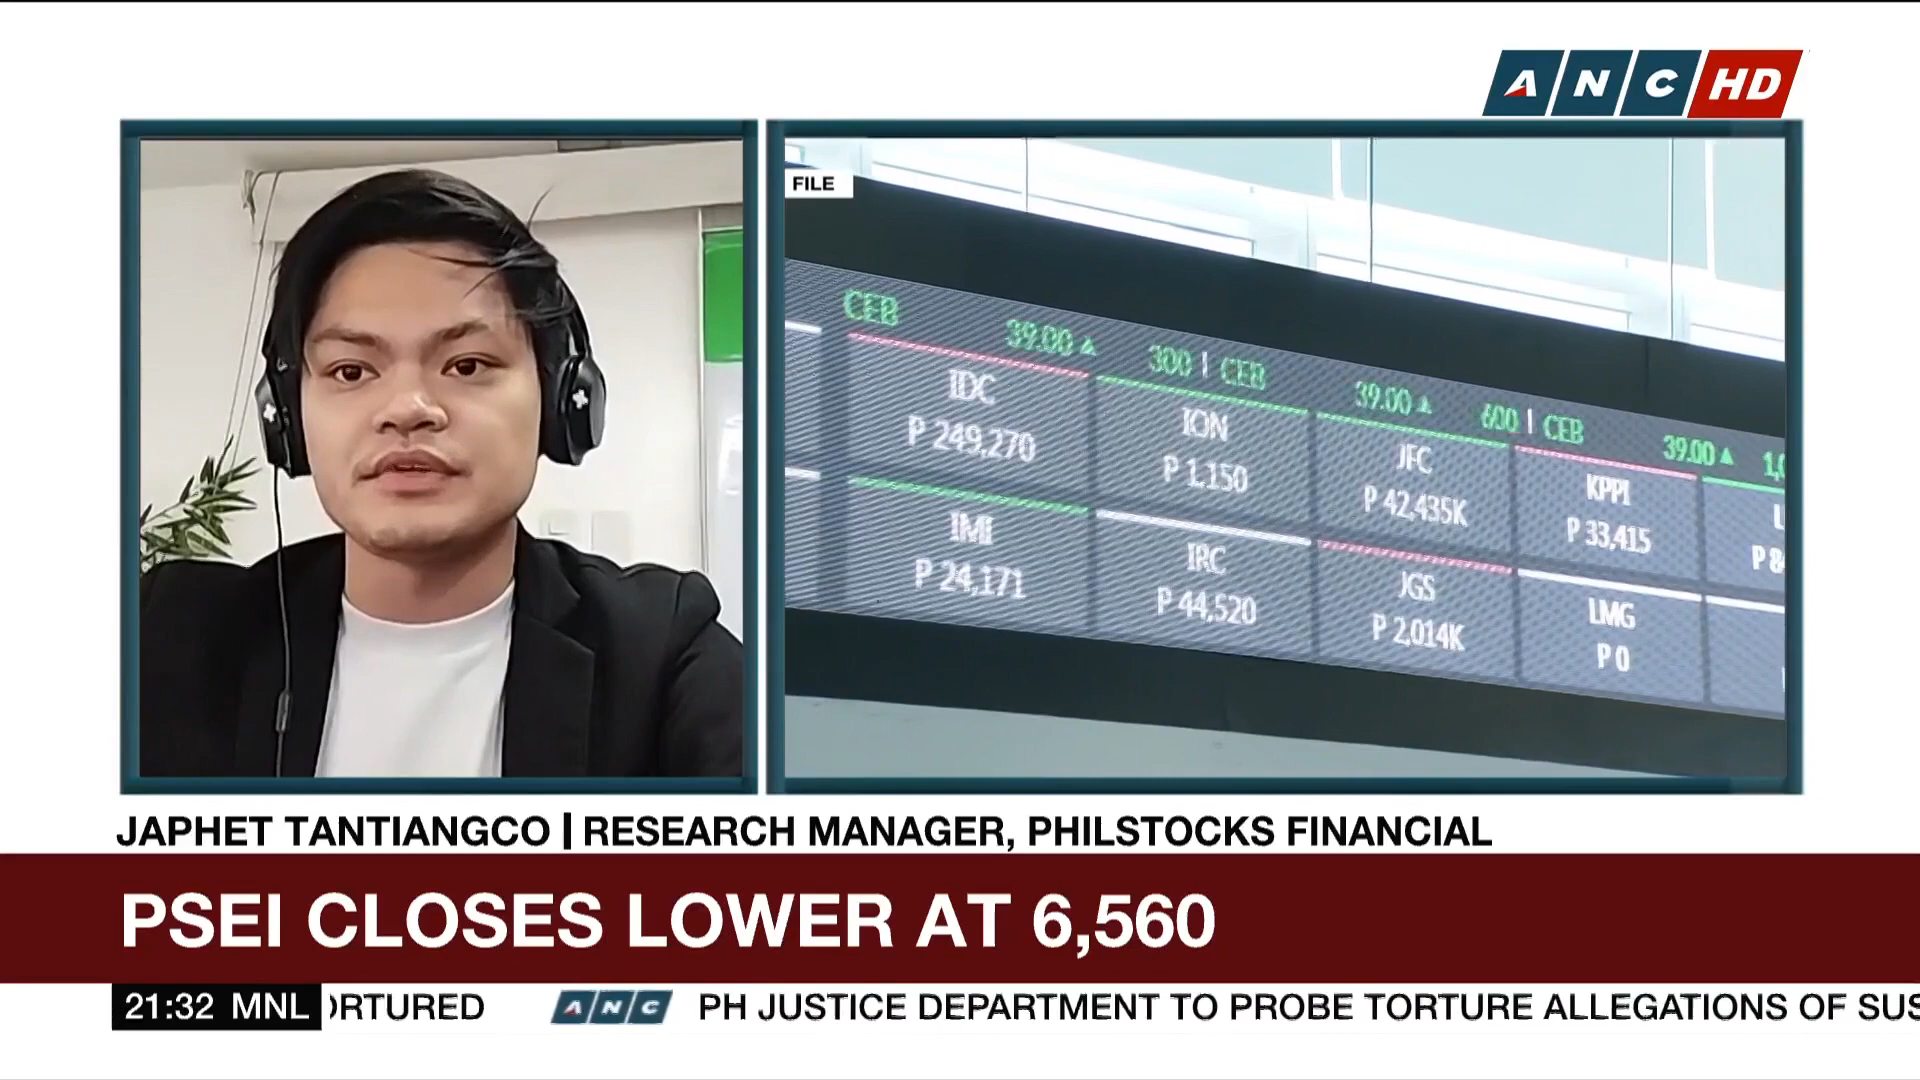 ANC HD
FILE
CEB 39.00 ▲ 300 | CEB 39.00 ▲ 600 | CEB 39.00 ▲
IDC
P 249,270
ION
P 1,150
JFC
P 42,435K
KPPI
P 33,415
IMI
P 24,171
IRC
P 44,520
JGS
P 2,014K
LMG
P 0
JAPHET TANTIANGCO | RESEARCH MANAGER, PHILSTOCKS FINANCIAL
PSEI CLOSES LOWER AT 6,560
21:32 MNL ORTURED ANC PH JUSTICE DEPARTMENT TO PROBE TORTURE ALLEGATIONS OF SUS